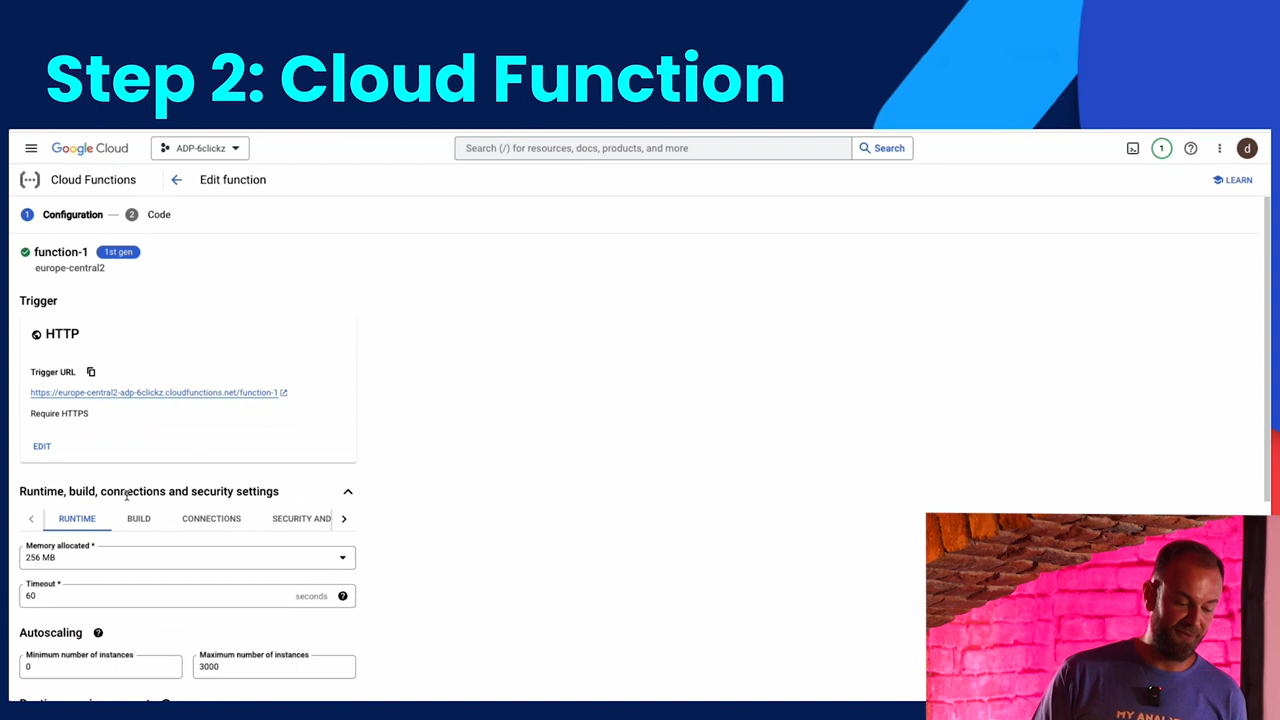 Step 2: Cloud Function
Google Cloud
ADP-6clickz
Search (/) for resources, docs, products, and more
Search
1
d
Cloud Functions
Edit function
LEARN
1 Configuration — 2 Code
function-1
1st gen
europe-central2
Trigger
HTTP
Trigger URL
https://europe-central2-adp-6clickz.cloudfunctions.net/function-1
Require HTTPS
EDIT
Runtime, build, connections and security settings
RUNTIME
BUILD
CONNECTIONS
SECURITY AND
Memory allocated *
256 MB
Timeout *
60
seconds
Autoscaling
Minimum number of instances
0
Maximum number of instances
3000
MY ANALY